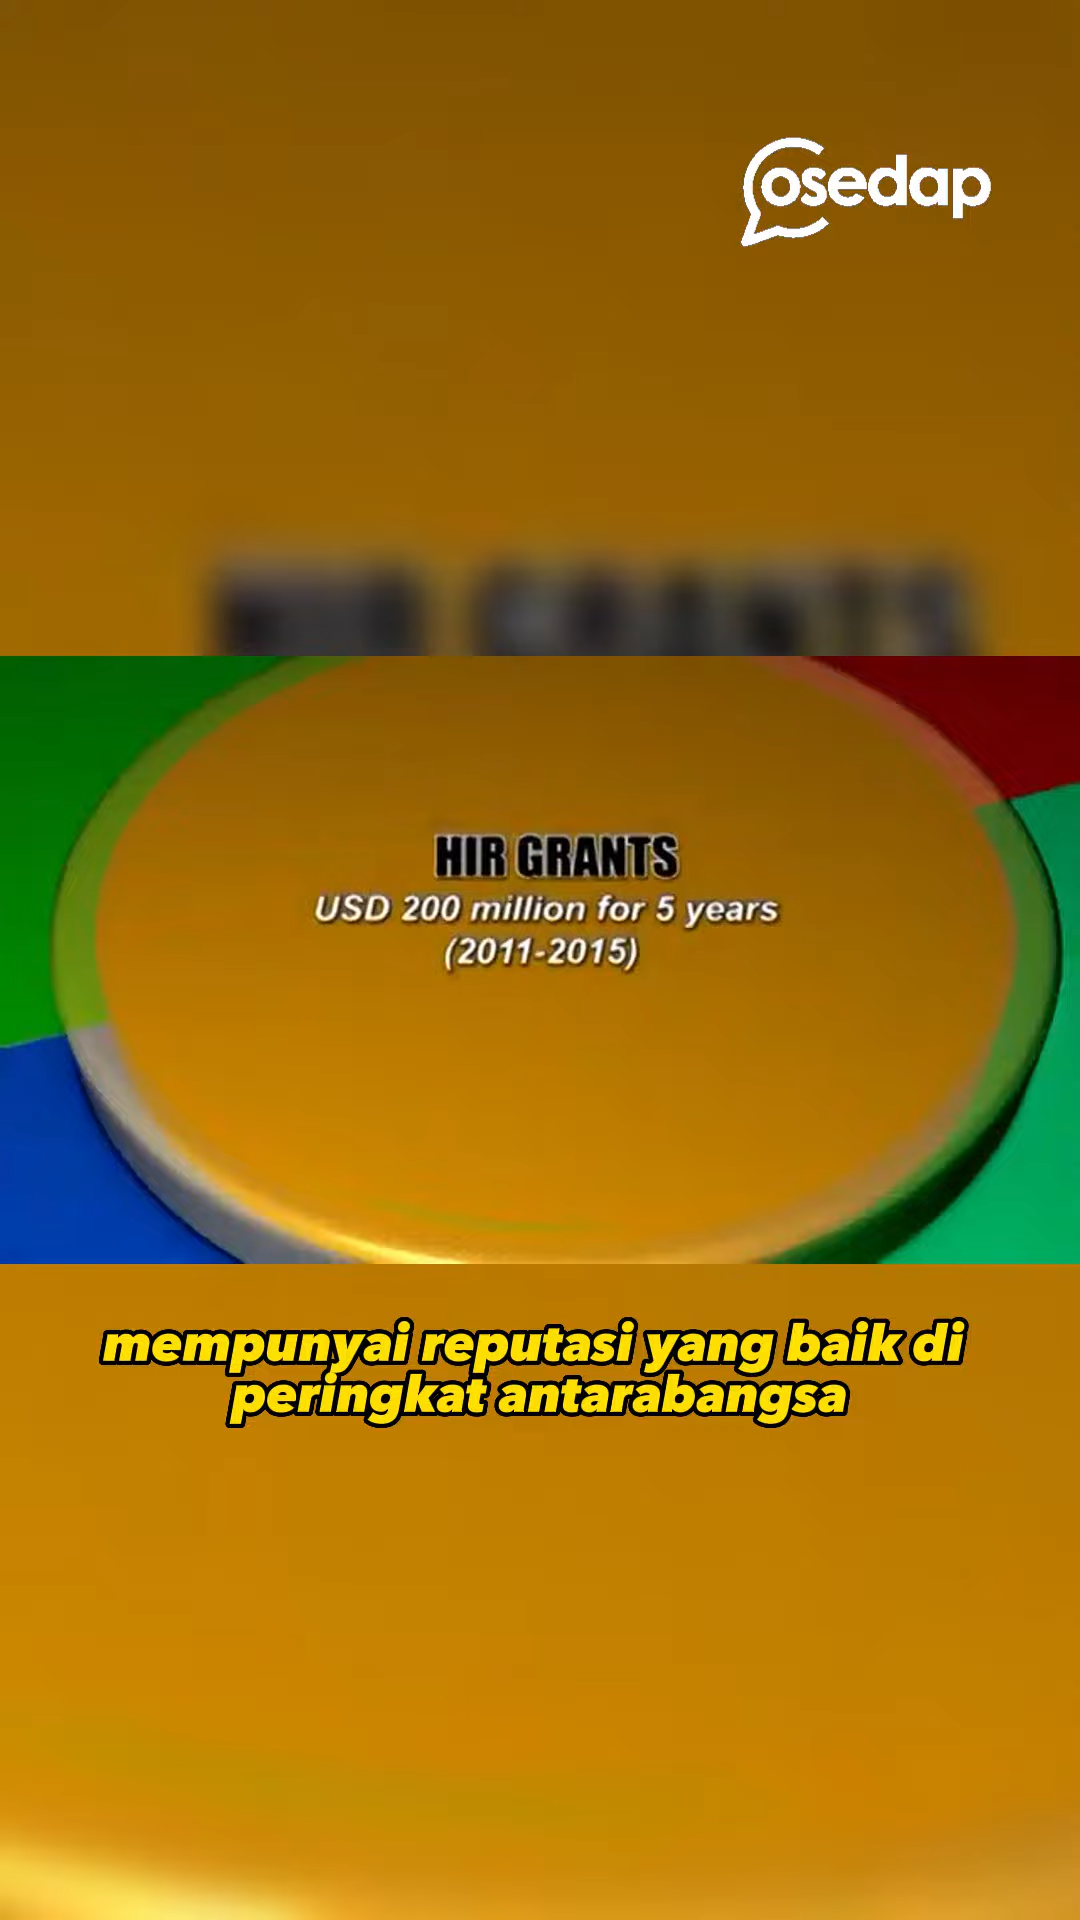 osedap
HIR GRANTS
USD 200 million for 5 years
(2011-2015)
mempunyai reputasi yang baik di
peringkat antarabangsa